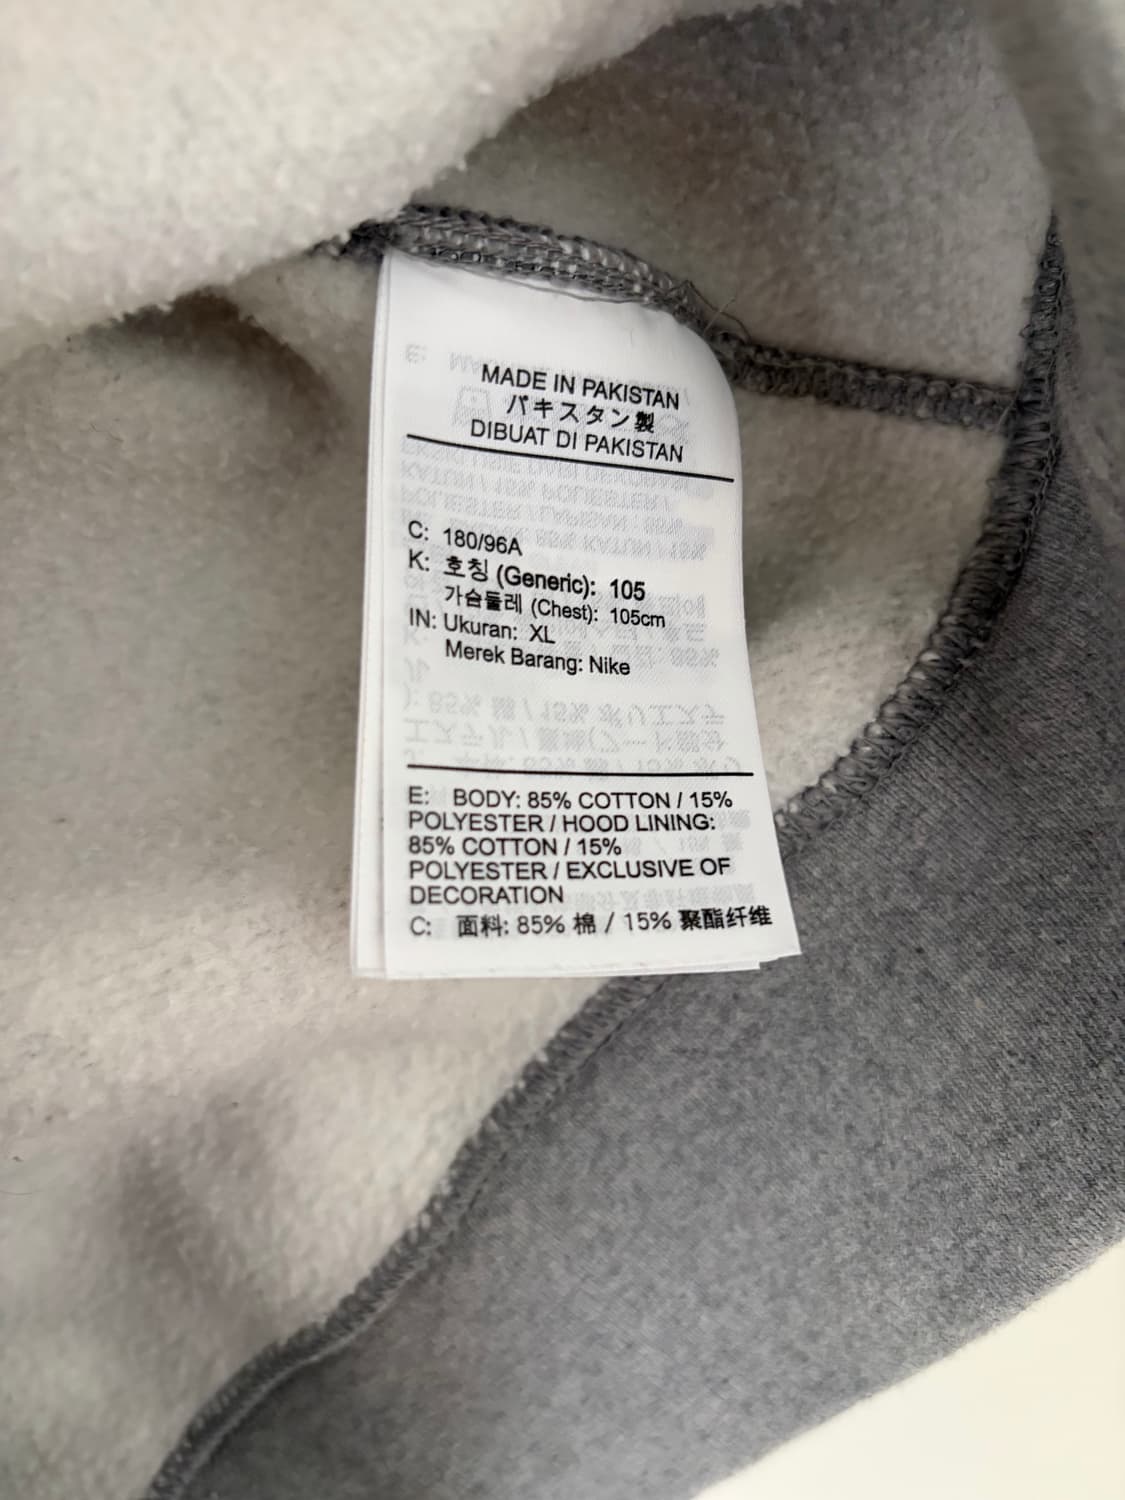 MADE IN PAKISTAN
パキスタン製
DIBUAT DI PAKISTAN
C: 180/96A
K: 호칭 (Generic): 105
가슴둘레 (Chest): 105cm
IN: Ukuran: XL
Merek Barang: Nike
E: BODY: 85% COTTON / 15%
POLYESTER / HOOD LINING:
85% COTTON / 15%
POLYESTER / EXCLUSIVE OF
DECORATION
C: 面料: 85% 棉 / 15% 聚酯纤维